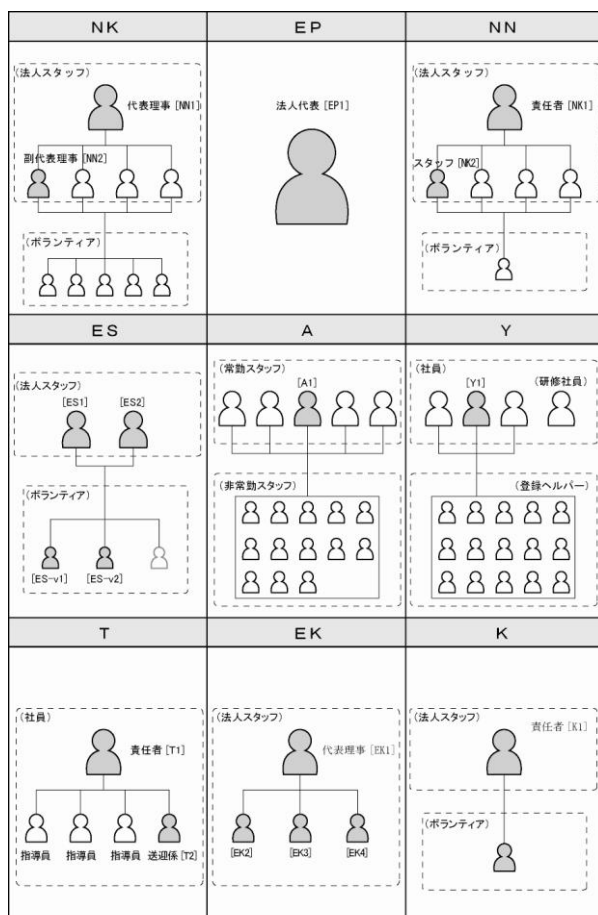 NK
EP
NN
(法人スタッフ)
代表理事 [NN1]
副代表理事 [NN2]
(ボランティア)
法人代表 [EP1]
(法人スタッフ)
責任者 [NK1]
スタッフ [NK2]
(ボランティア)
ES
A
Y
(法人スタッフ)
[ES1]
[ES2]
(ボランティア)
[ES-v1]
[ES-v2]
(常勤スタッフ)
[A1]
(非常勤スタッフ)
(社員)
[Y1]
(研修社員)
(登録ヘルパー)
T
EK
K
(社員)
責任者 [T1]
指導員
指導員
指導員
送迎係 [T2]
(法人スタッフ)
代表理事 [EK1]
[EK2]
[EK3]
[EK4]
(法人スタッフ)
責任者 [K1]
(ボランティア)